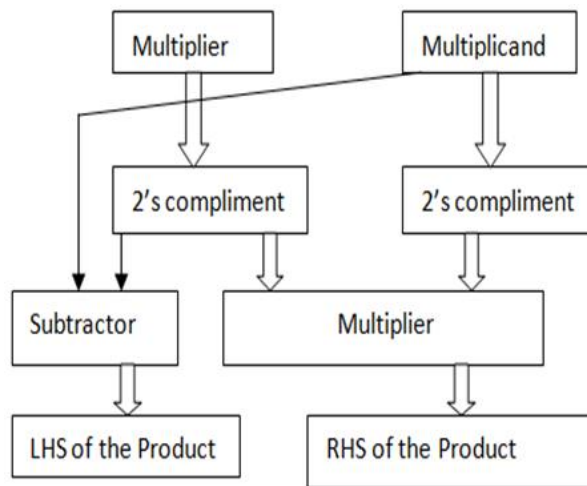 Multiplier
Multiplicand
2's compliment
2's compliment
Subtractor
Multiplier
LHS of the Product
RHS of the Product